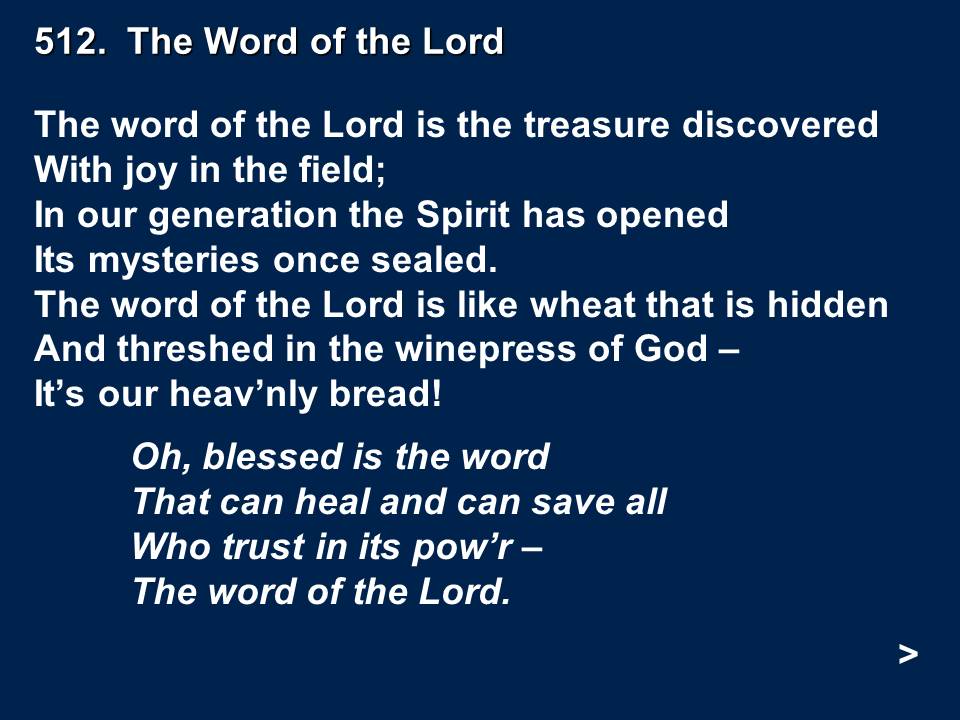 512.  The Word of the Lord
The word of the Lord is the treasure discovered
With joy in the field;
In our generation the Spirit has opened
Its mysteries once sealed.
The word of the Lord is like wheat that is hidden
And threshed in the winepress of God –
It’s our heav’nly bread!
Oh, blessed is the word
That can heal and can save all
Who trust in its pow’r –
The word of the Lord.
>